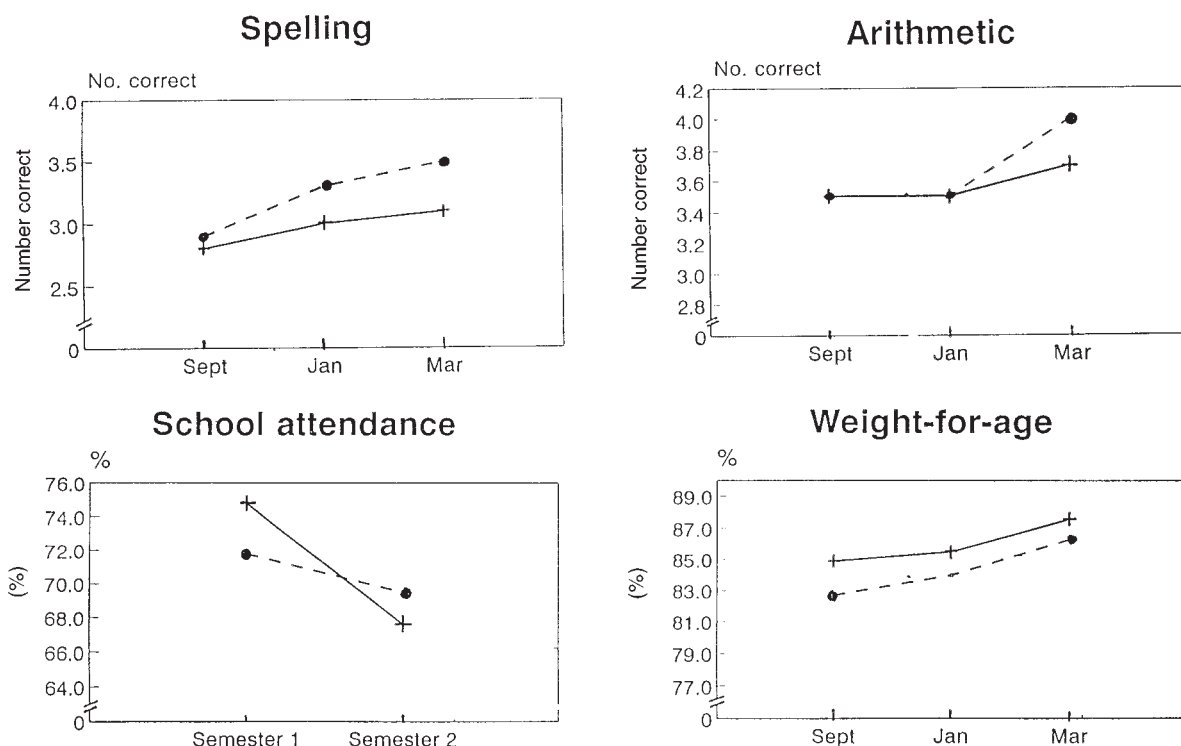 Spelling
No. correct
Number correct
4.0
3.5
3.0
2.5
0
Sept Jan Mar
Arithmetic
No. correct
Number correct
4.2
4.0
3.8
3.6
3.4
3.2
3.0
2.8
0
Sept Jan Mar
School attendance
%
(%)
76.0
74.0
72.0
70.0
68.0
66.0
64.0
0
Semester 1 Semester 2
Weight-for-age
%
(%)
89.0
87.0
85.0
83.0
81.0
79.0
77.0
0
Sept Jan Mar